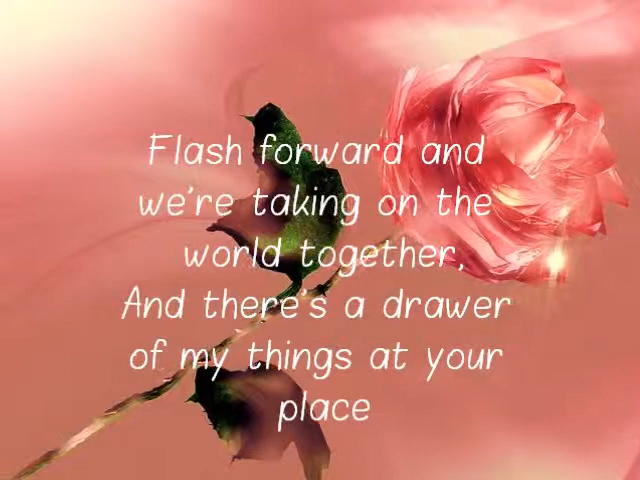 Flash forward and
we're taking on the
world together,
And there's a drawer
of my things at your
place